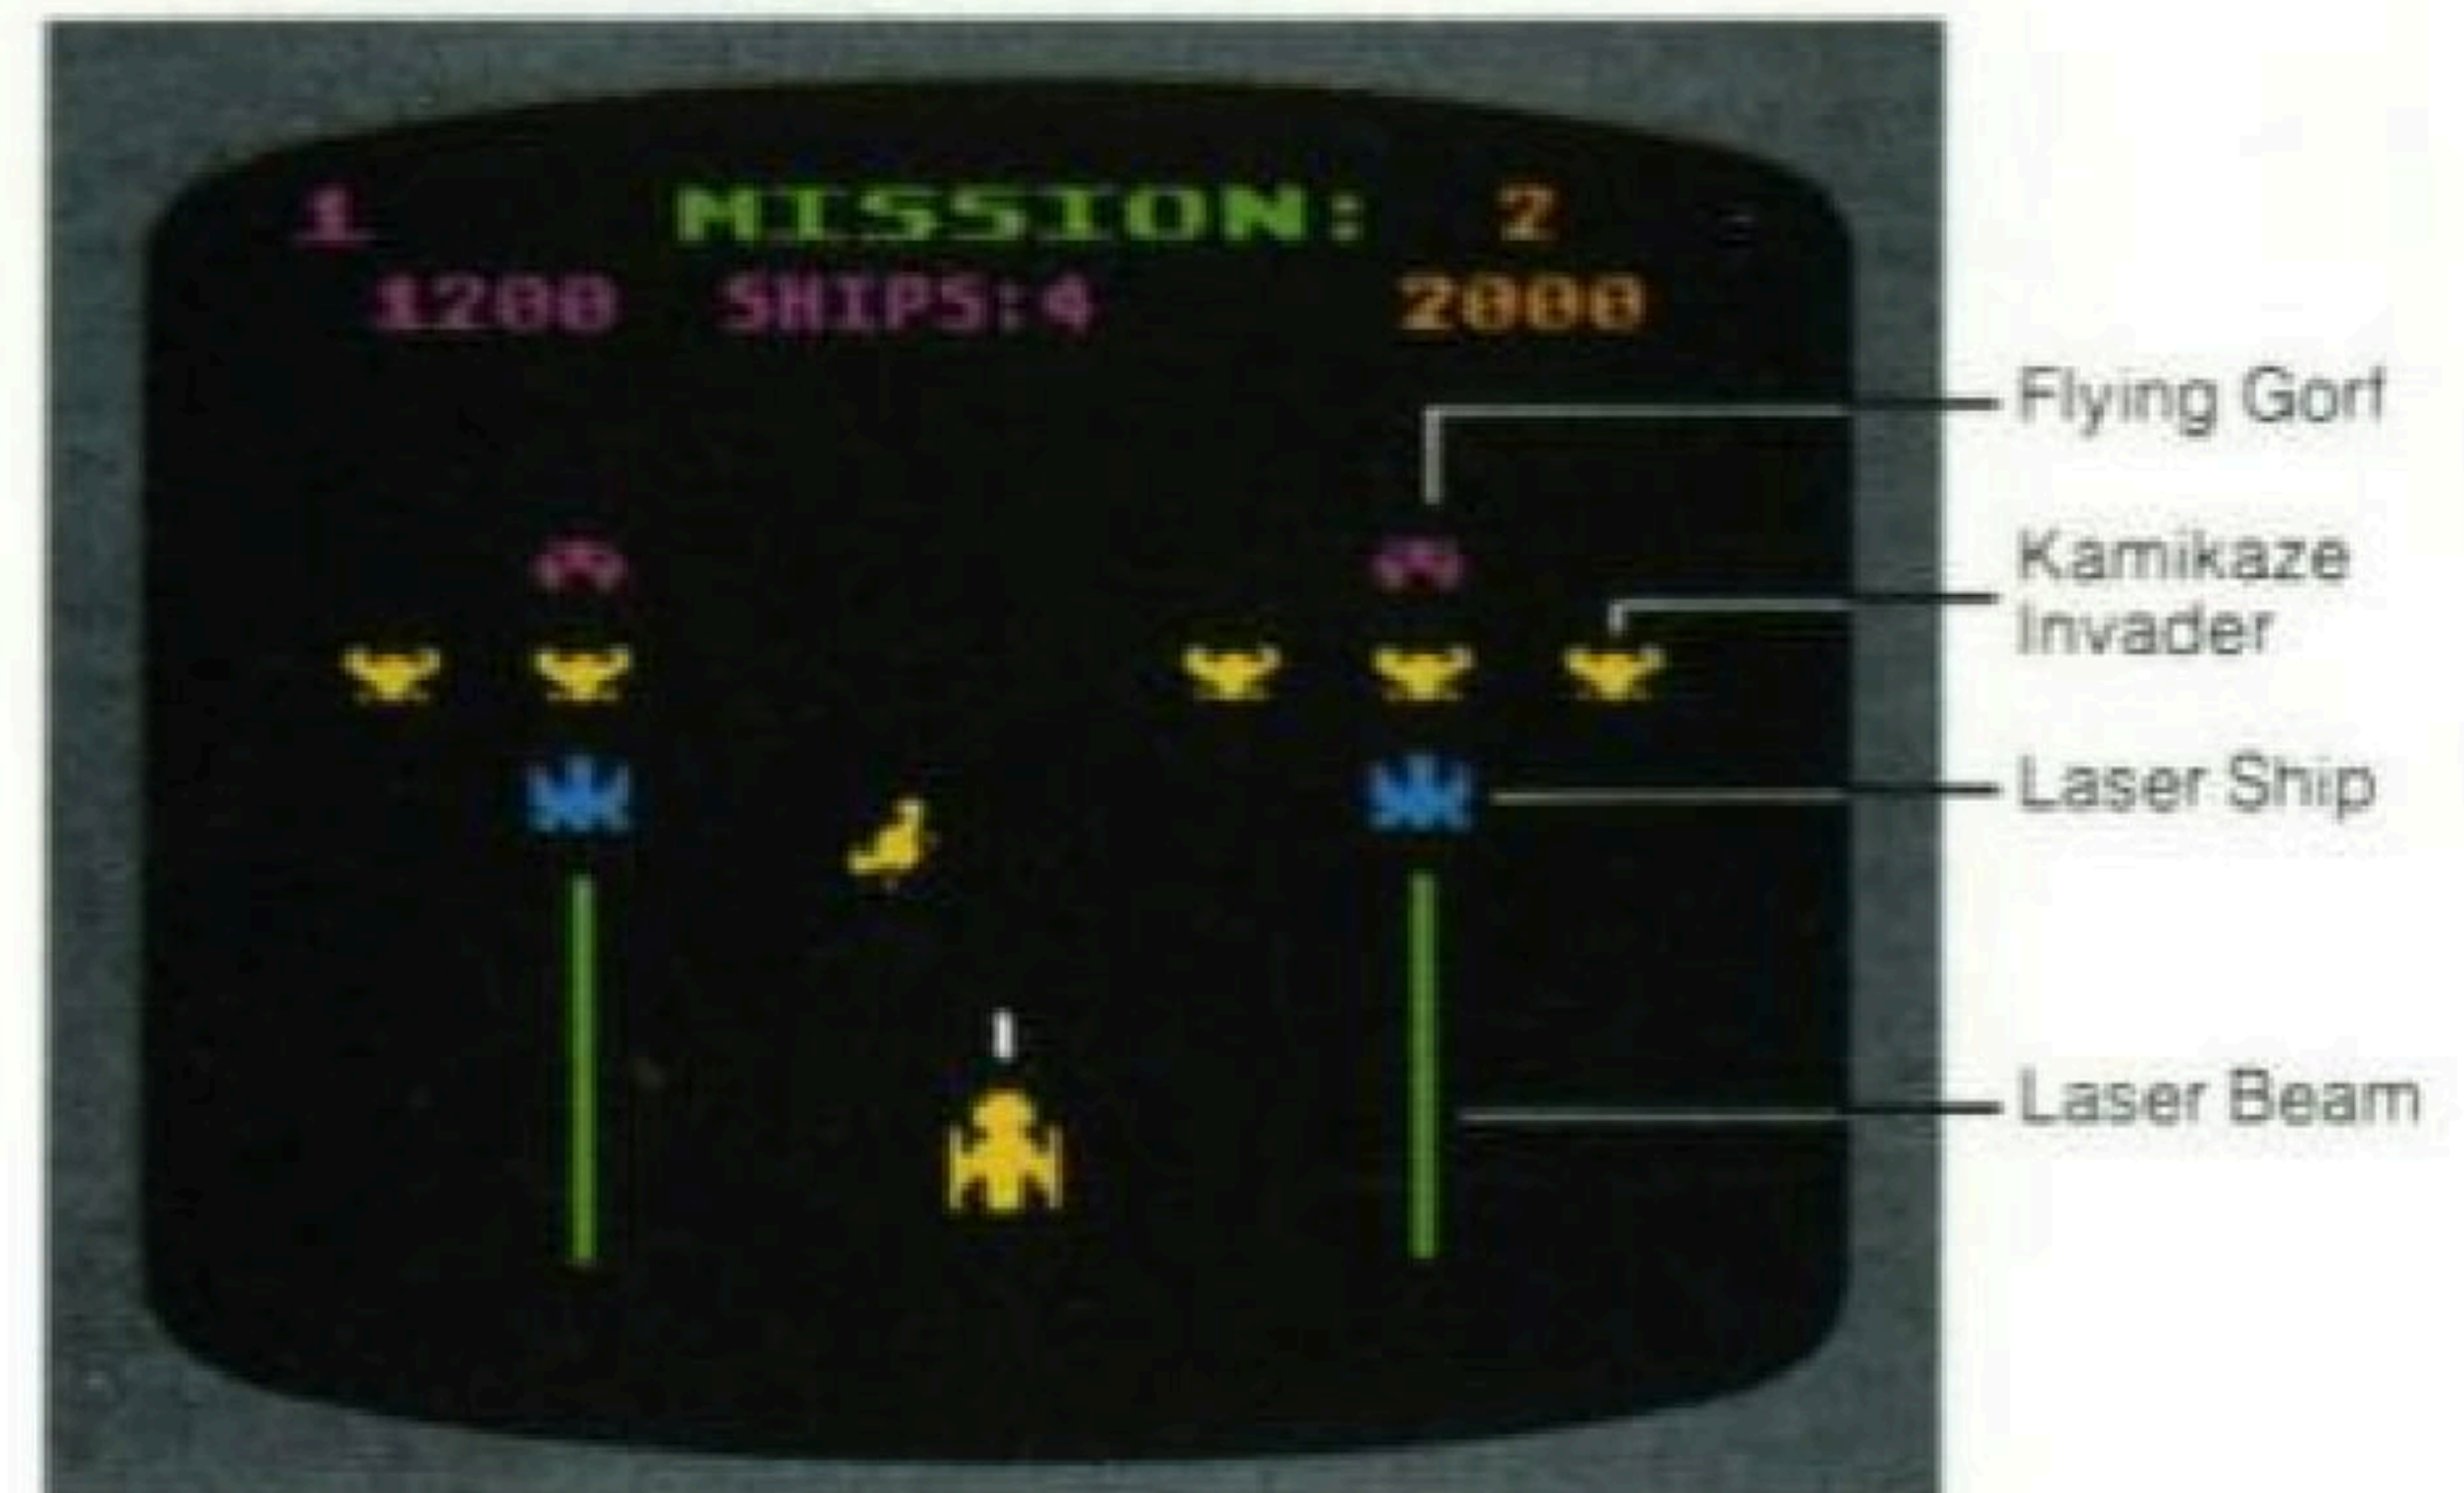 1 MISSION: 2
1200 SHIPS:4 2000
Flying Gorf
Kamikaze
Invader
Laser Ship
Laser Beam